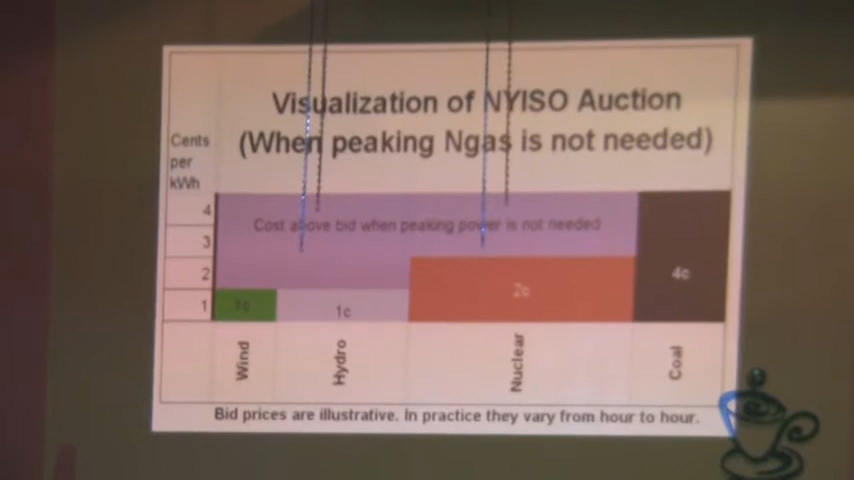 Visualization of NYISO Auction
(When peaking Ngas is not needed)
Cents
per
kWh
4
3
2
1
Cost above bid when peaking power is not needed
1c
1c
2c
4c
Wind
Hydro
Nuclear
Coal
Bid prices are illustrative. In practice they vary from hour to hour.